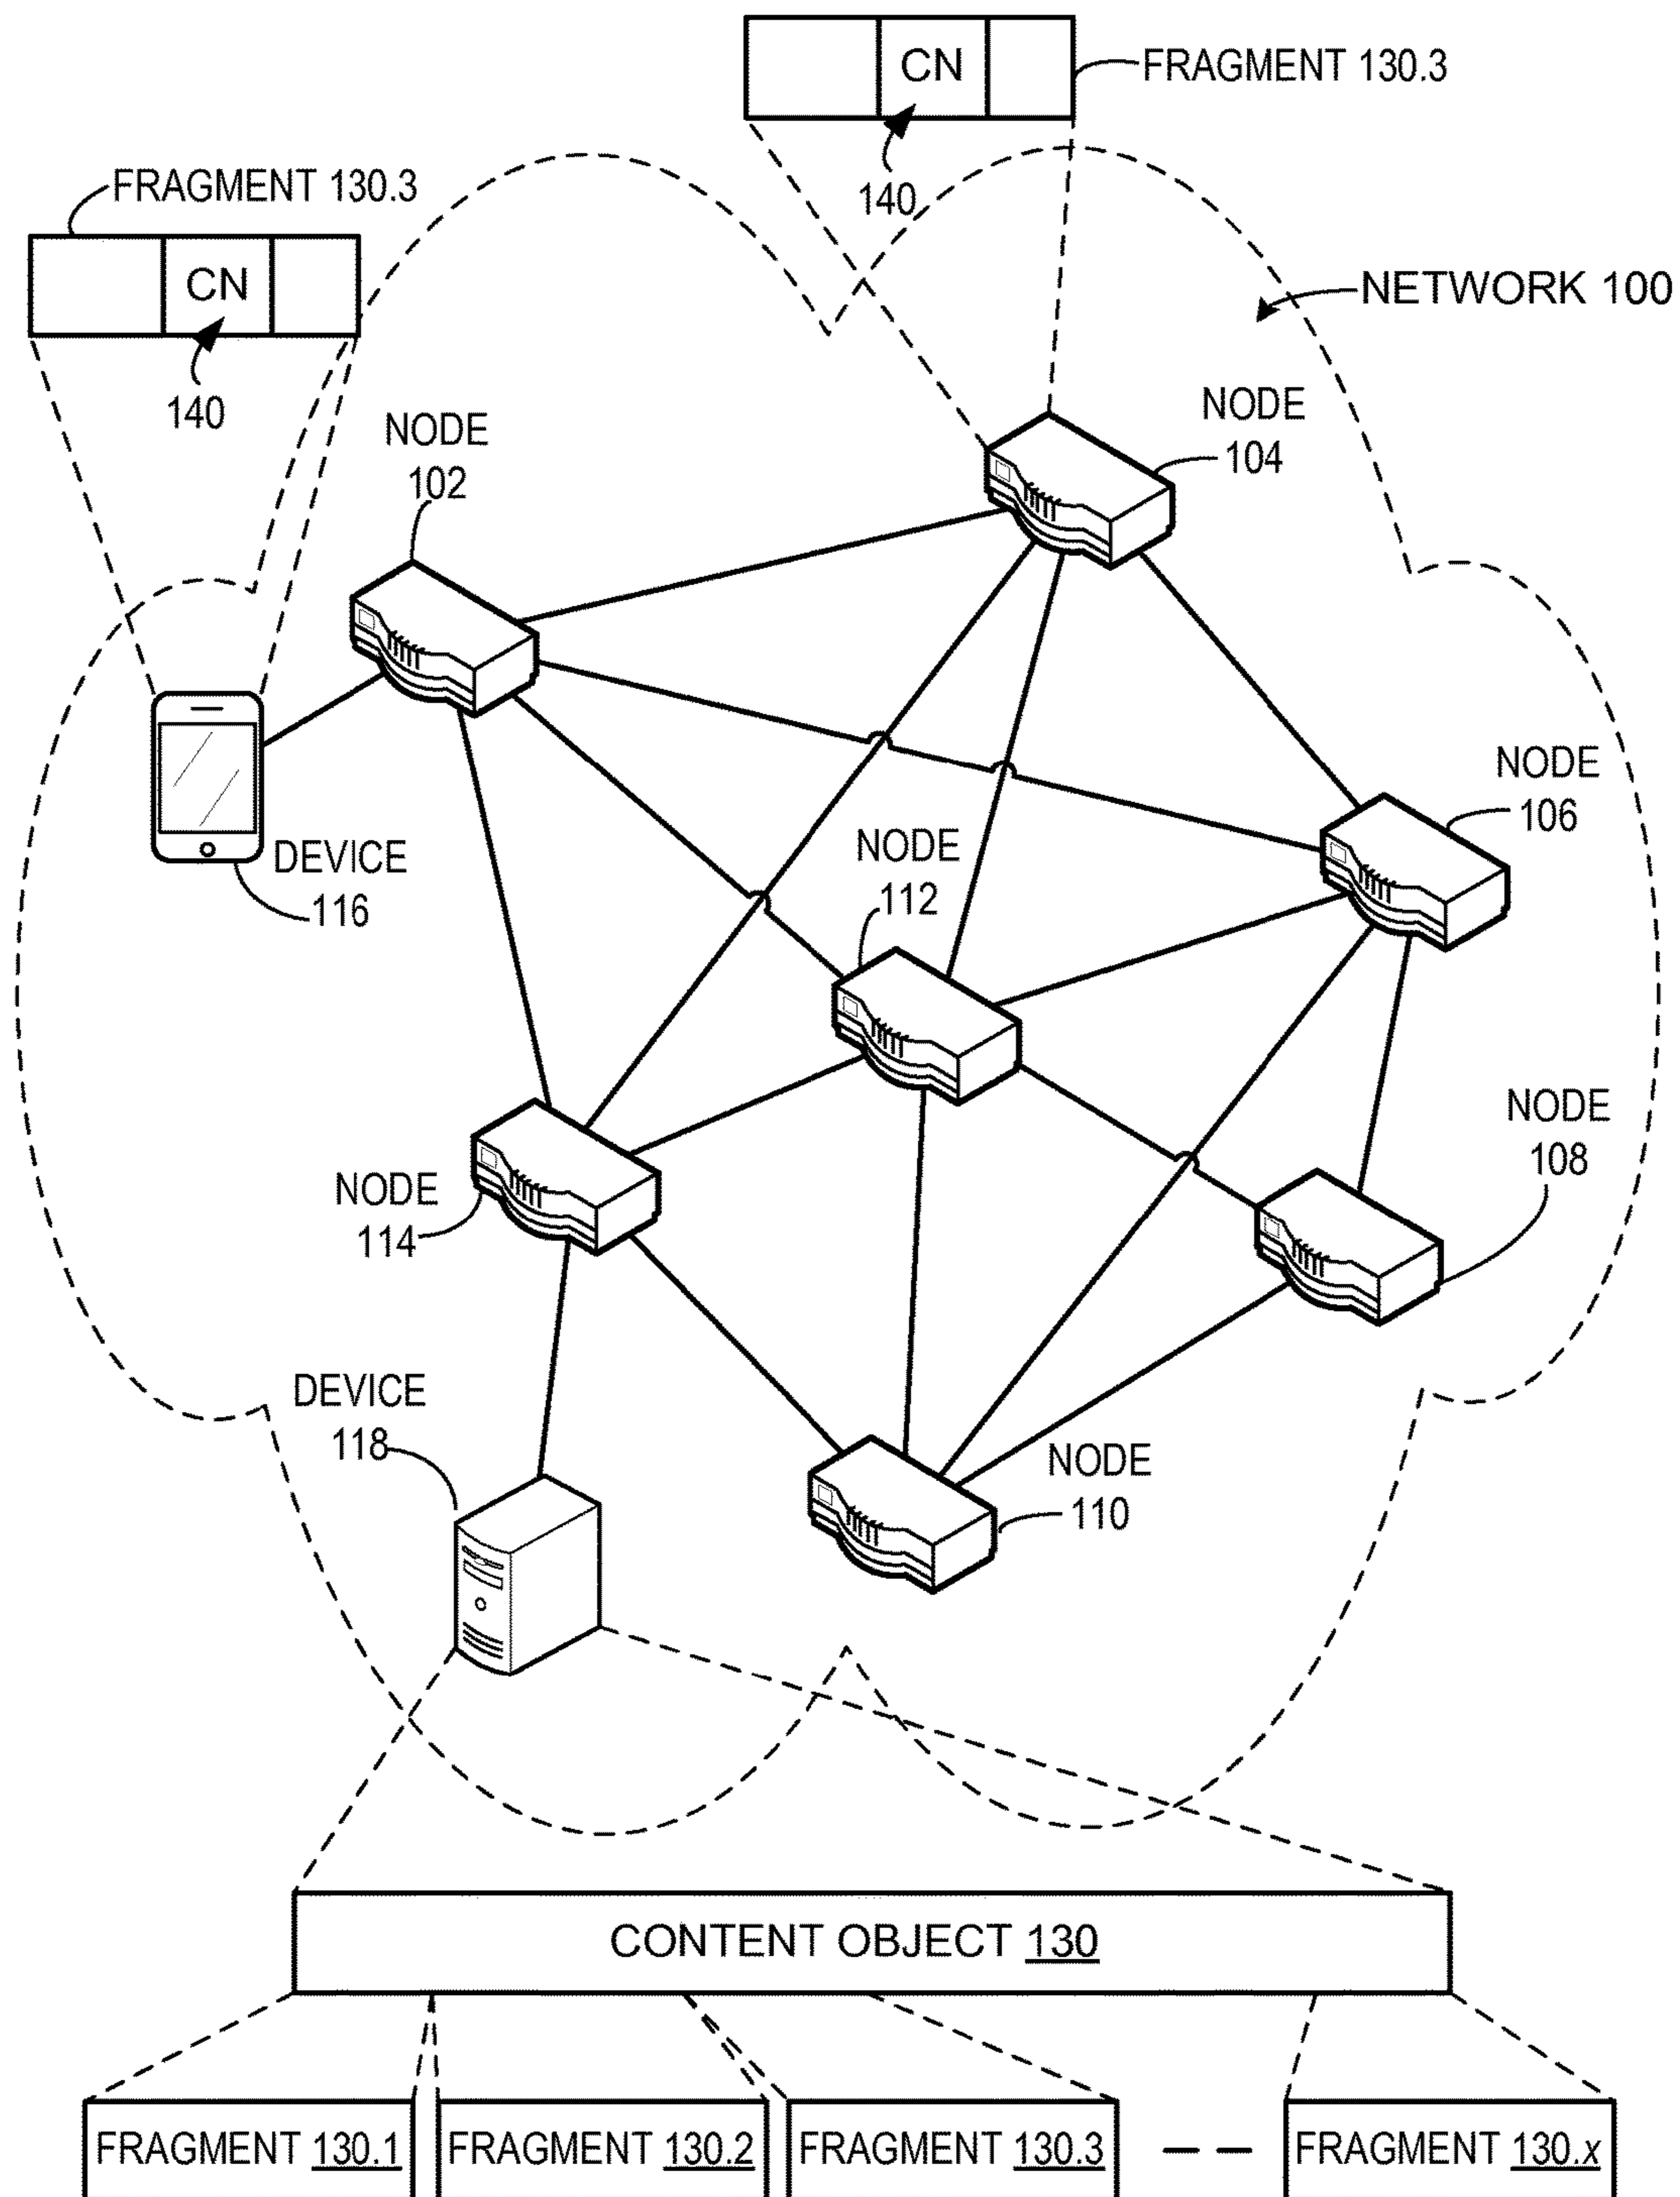 CN
FRAGMENT 130.3
140
FRAGMENT 130.3
CN
140
NETWORK 100
NODE
102
NODE
104
NODE
106
DEVICE
116
NODE
112
NODE
108
NODE
114
DEVICE
118
NODE
110
CONTENT OBJECT 130
FRAGMENT 130.1
FRAGMENT 130.2
FRAGMENT 130.3
FRAGMENT 130.x